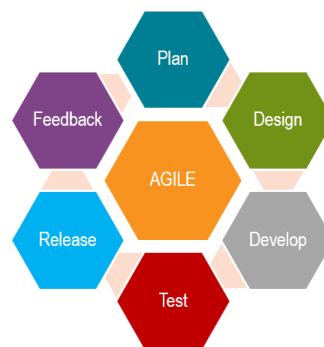 Plan
Feedback
Design
AGILE
Release
Develop
Test